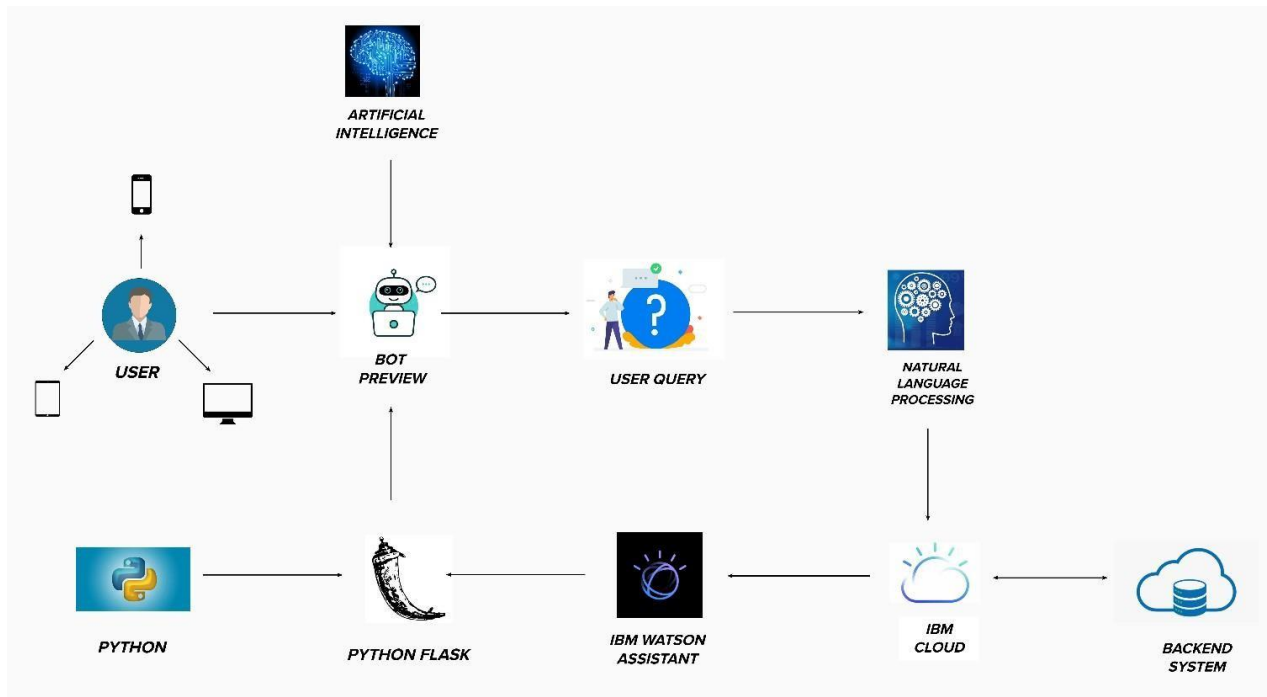 ARTIFICIAL
INTELLIGENCE
USER
BOT
PREVIEW
USER QUERY
NATURAL
LANGUAGE
PROCESSING
PYTHON
PYTHON FLASK
IBM WATSON
ASSISTANT
IBM
CLOUD
BACKEND
SYSTEM